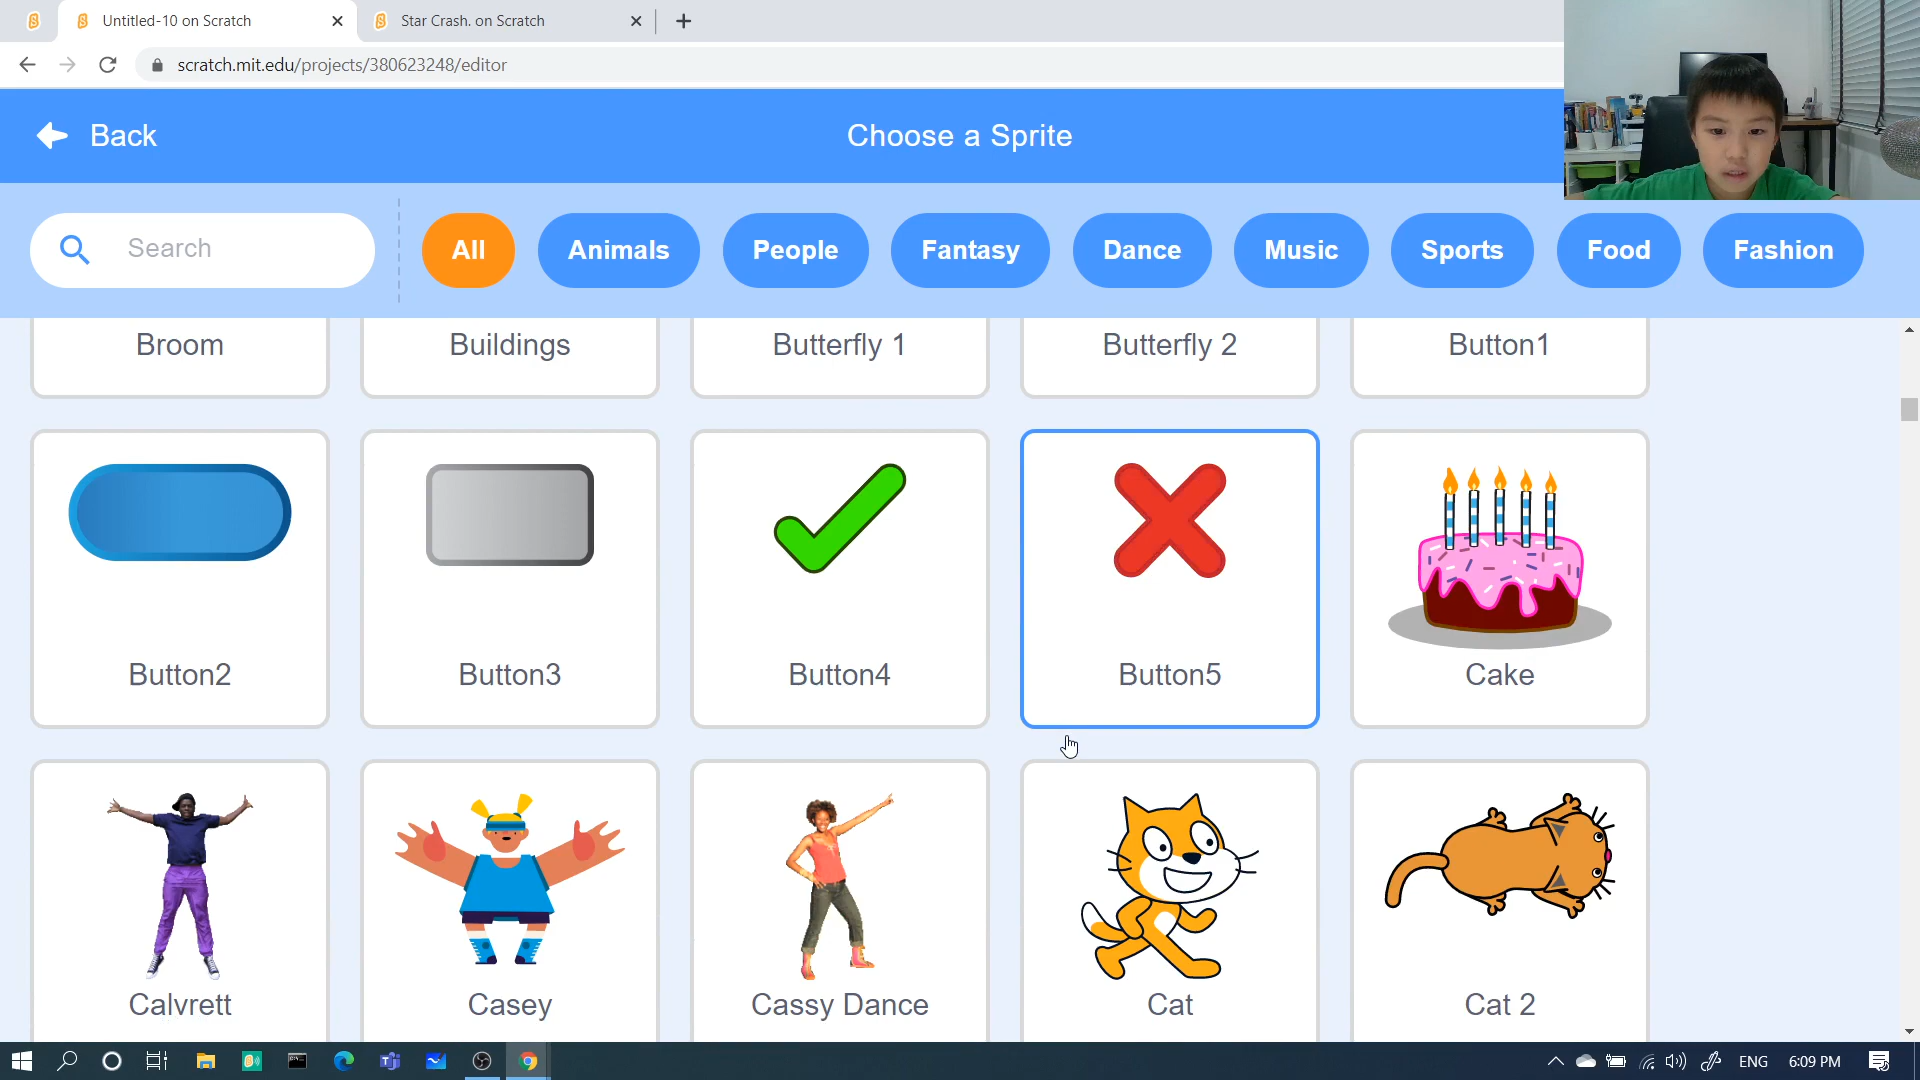 Untitled-10 on Scratch
Star Crash. on Scratch
scratch.mit.edu/projects/380623248/editor
Back
Choose a Sprite
Search
All
Animals
People
Fantasy
Dance
Music
Sports
Food
Fashion
Broom
Buildings
Butterfly 1
Butterfly 2
Button1
Button2
Button3
Button4
Button5
Cake
Calvrett
Casey
Cassy Dance
Cat
Cat 2
ENG
6:09 PM